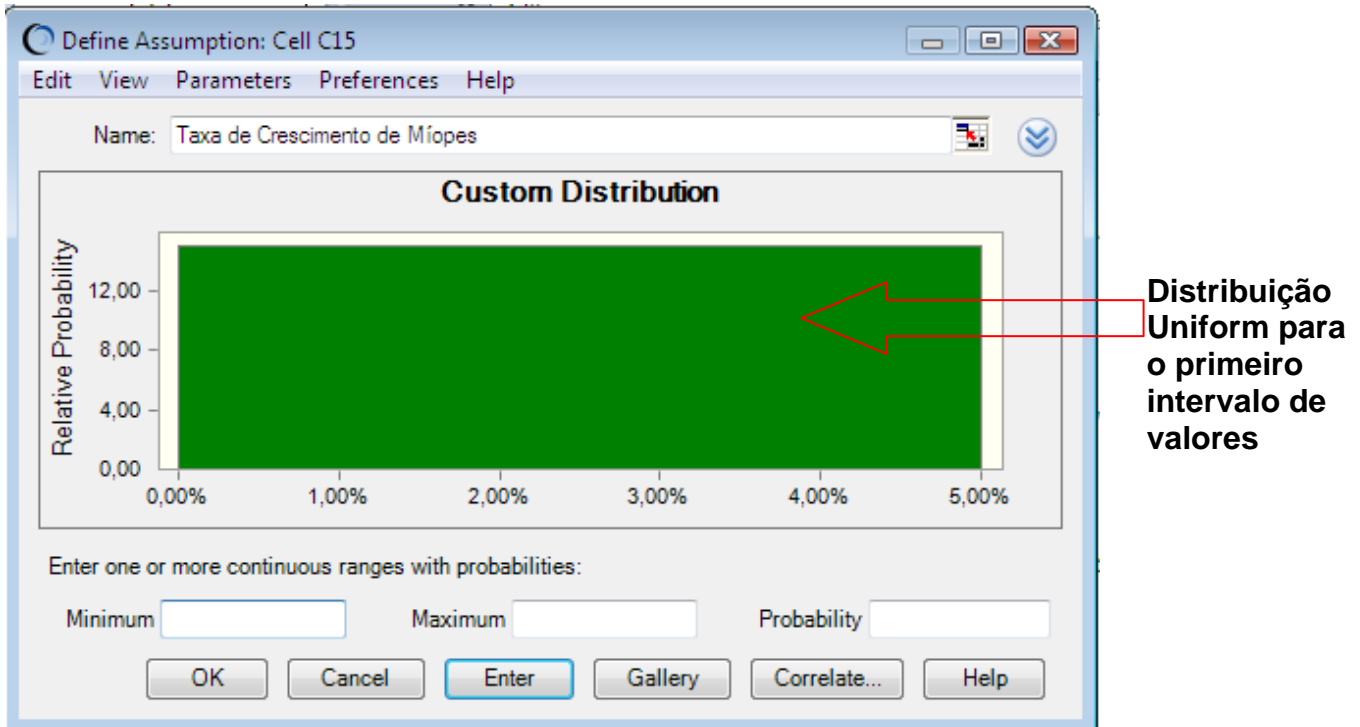 Define Assumption: Cell C15
Edit View Parameters Preferences Help
Name: Taxa de Crescimento de Míopes
Custom Distribution
Relative Probability
12,00
8,00
4,00
0,00
0,00% 1,00% 2,00% 3,00% 4,00% 5,00%
Distribuição
Uniform para
o primeiro
intervalo de
valores
Enter one or more continuous ranges with probabilities:
Minimum Maximum Probability
OK Cancel Enter Gallery Correlate... Help